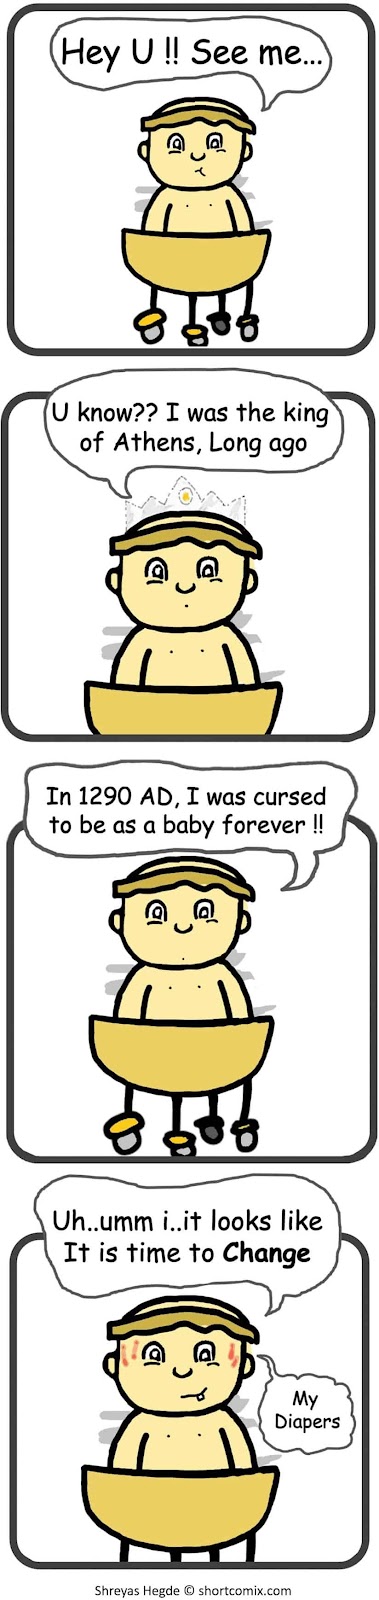 Hey U !! See me...
U know?? I was the king
of Athens, Long ago
In 1290 AD, I was cursed
to be as a baby forever !!
Uh..umm i..it looks like
It is time to Change
My
Diapers
Shreyas Hegde © shortcomix.com